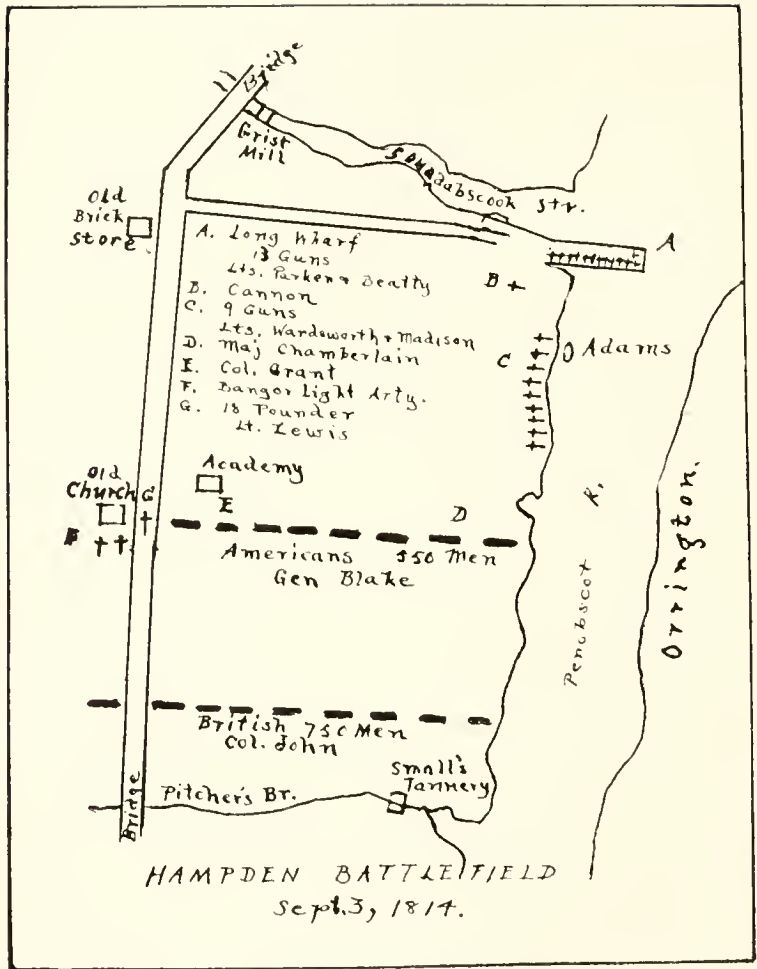 Bridge
Grist
Mill
Souadabscook Str.
Old
Brick
Store.
A. Long Wharf
13 Guns
Lts. Parker & Beatty
B. Cannon
C. 9 Guns
Lts. Wardsworth & Madison
D. Maj Chamberlain
E. Col. Grant
F. Bangor Light Arty.
G. 18 Pounder
Lt. Lewis
A
B
C
Adams
Old
Church
G
F
Academy
E
D
Americans 550 Men
Gen Blake
Penobscot R.
Orrington.
British 750 Men
Col. John
Small's
Tannery
Pitcher's Br.
Bridge
HAMPDEN BATTLEFIELD
Sept. 3, 1814.